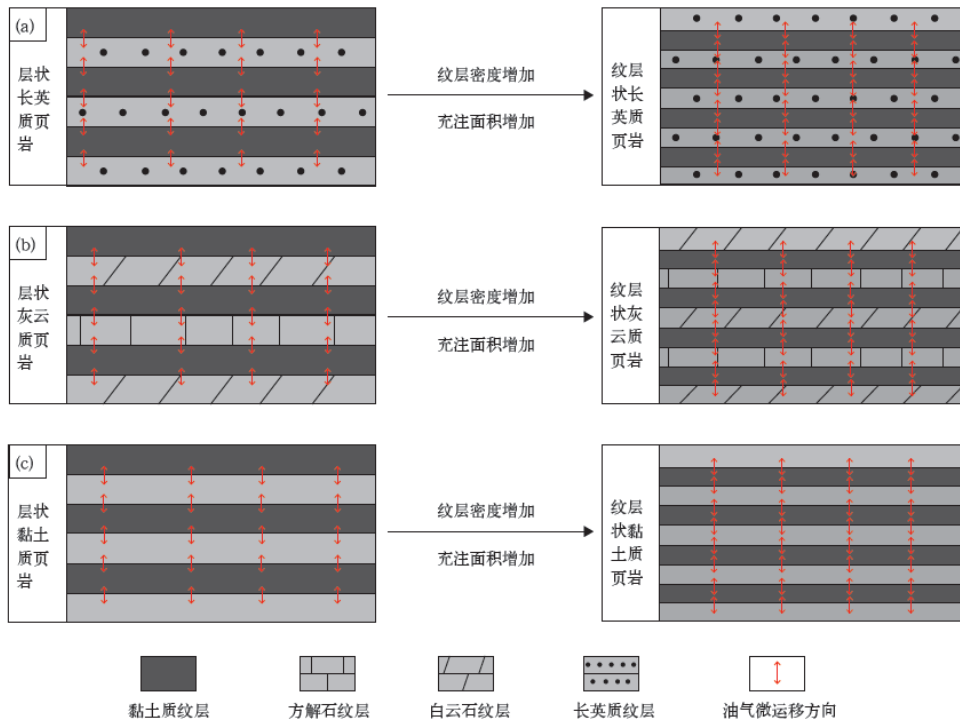 (a)
层状
长英
质页
岩
纹层密度增加
充注面积增加
纹层
状长
英质
页岩
(b)
层状
灰云
质页
岩
纹层密度增加
充注面积增加
纹层
状灰
云质
页岩
(c)
层状
黏土
质页
岩
纹层密度增加
充注面积增加
纹层
状黏
土质
页岩
黏土质纹层
方解石纹层
白云石纹层
长英质纹层
油气微运移方向